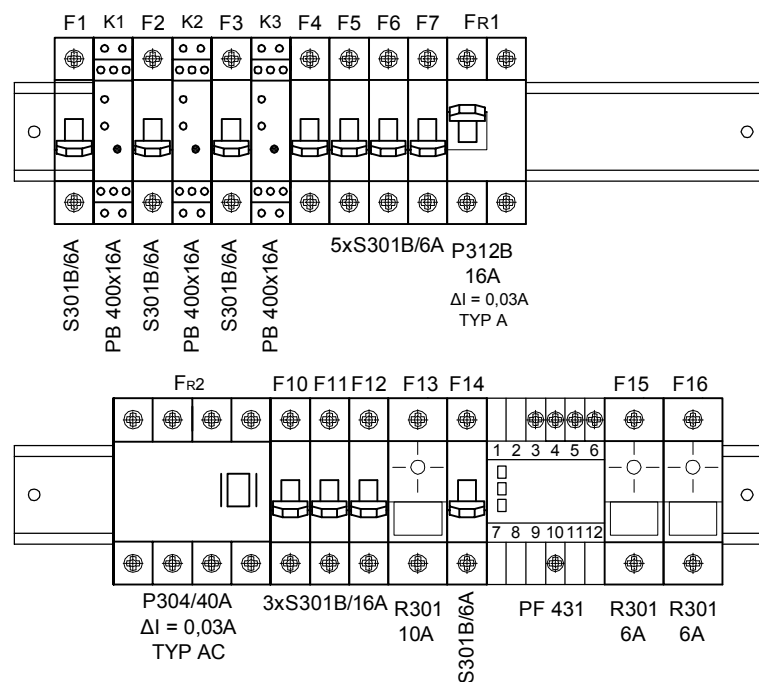 F1 K1 F2 K2 F3 K3 F4 F5 F6 F7 FR1
S301B/6A
PB 400x16A
S301B/6A
PB 400x16A
S301B/6A
PB 400x16A
5xS301B/6A
P312B
16A
ΔI = 0,03A
TYP A
FR2 F10 F11 F12 F13 F14 F15 F16
1 2 3 4 5 6
7 8 9 10 11 12
P304/40A
ΔI = 0,03A
TYP AC
3xS301B/16A
R301
10A
S301B/6A
PF 431
R301
6A
R301
6A